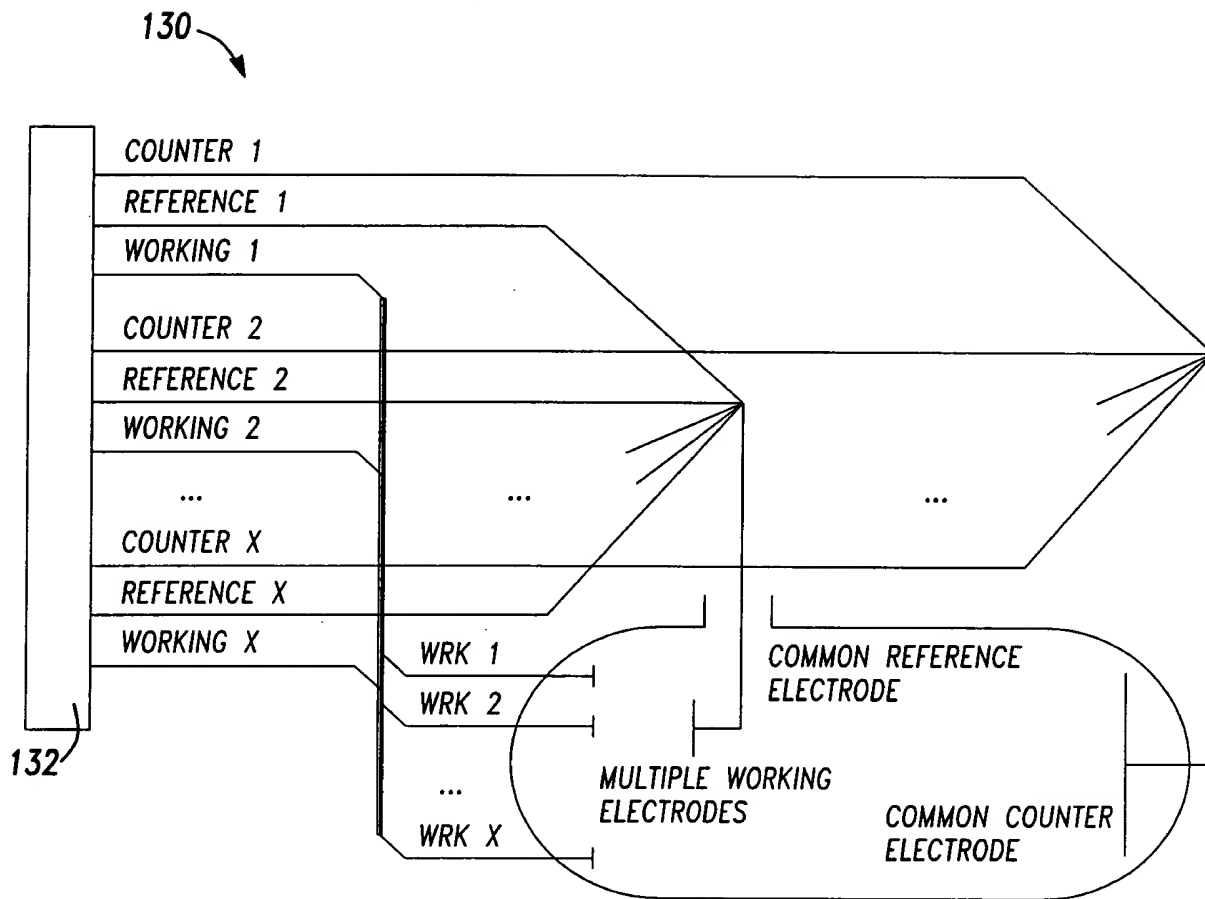 130
COUNTER 1
REFERENCE 1
WORKING 1
COUNTER 2
REFERENCE 2
WORKING 2
...
...
...
COUNTER X
REFERENCE X
WORKING X
WRK 1
COMMON REFERENCE
ELECTRODE
WRK 2
132
MULTIPLE WORKING
ELECTRODES
...
COMMON COUNTER
ELECTRODE
WRK X